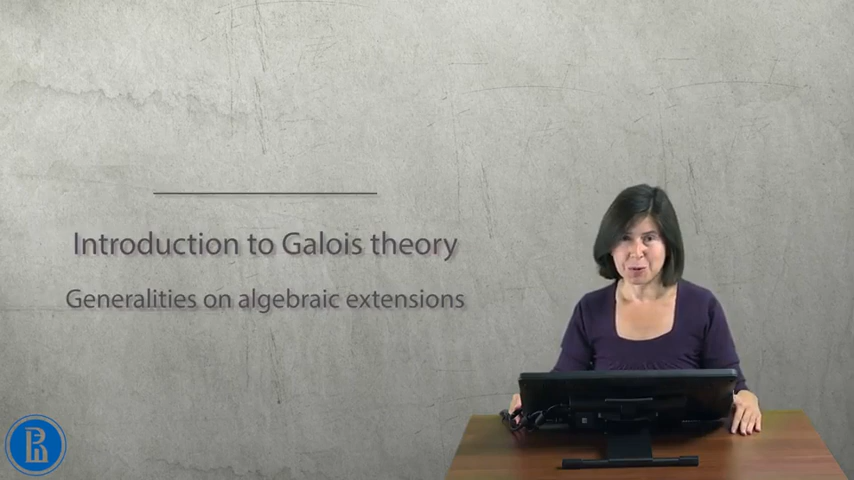 Introduction to Galois theory
Generalities on algebraic extensions